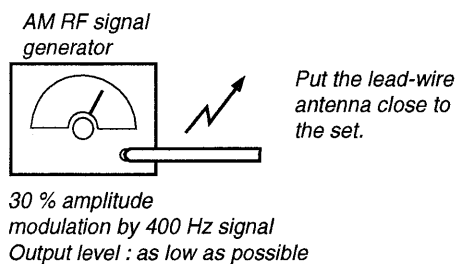 AM RF signal
generator
Put the lead-wire
antenna close to
the set.
30 % amplitude
modulation by 400 Hz signal
Output level : as low as possible